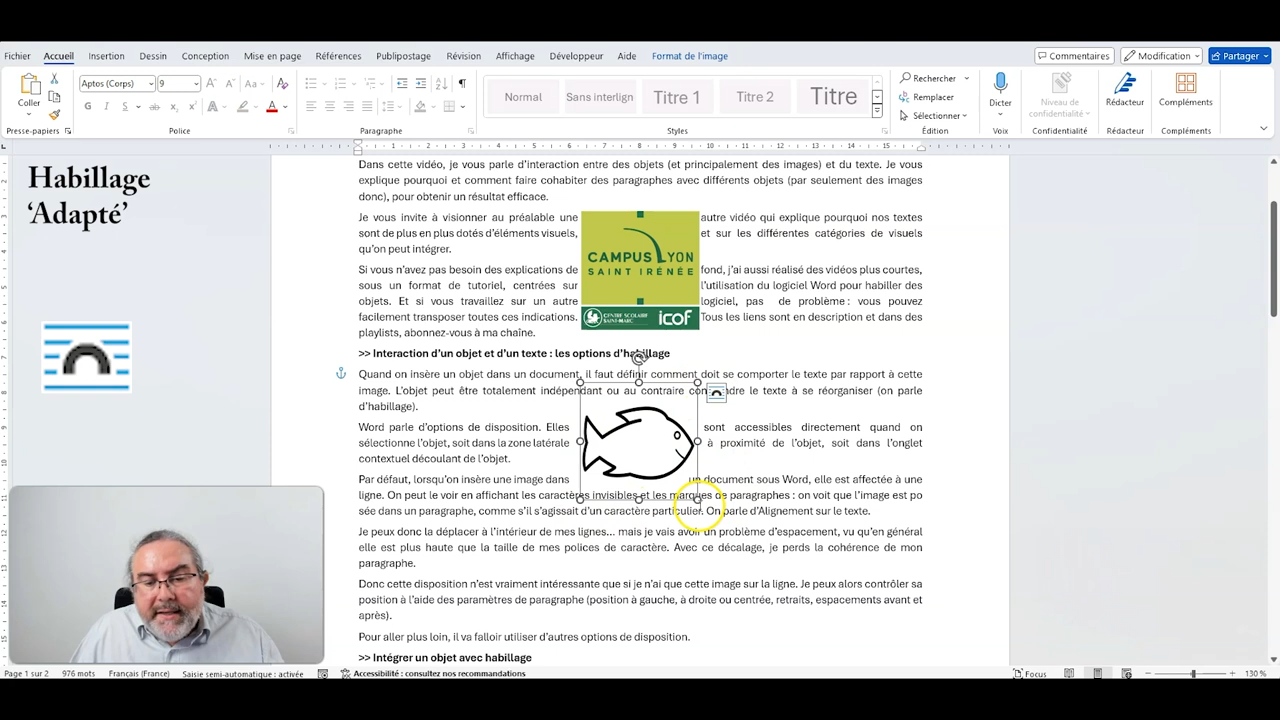 Fichier Accueil Insertion Dessin Conception Mise en page Références Publipostage Révision Affichage Développeur Aide Format de l'image Commentaires Modification Partager
Coller
Aptos (Corps) 9
Normal Sans interlign Titre 1 Titre 2 Titre
Rechercher
Remplacer
Sélectionner
Dicter
Niveau de confidentialité
Rédacteur
Compléments
Presse-papiers Police Paragraphe Styles Édition Voix Confidentialité Rédacteur Compléments
Habillage
‘Adapté’
Dans cette vidéo, je vous parle d'interaction entre des objets (et principalement des images) et du texte. Je vous
explique pourquoi et comment faire cohabiter des paragraphes avec différents objets (par seulement des images
donc), pour obtenir un résultat efficace.
Je vous invite à visionner au préalable une autre vidéo qui explique pourquoi nos textes
sont de plus en plus dotés d'éléments visuels, et sur les différentes catégories de visuels
qu'on peut intégrer.
CAMPUS LYON
SAINT IRÉNÉE
CENTRE SCOLAIRE
SAINT-MARC
icof
Si vous n'avez pas besoin des explications de fond, j'ai aussi réalisé des vidéos plus courtes,
sous un format de tutoriel, centrées sur l'utilisation du logiciel Word pour habiller des
objets. Et si vous travaillez sur un autre logiciel, pas de problème : vous pouvez
facilement transposer toutes ces indications. Tous les liens sont en description et dans des
playlists, abonnez-vous à ma chaîne.
>> Interaction d'un objet et d'un texte : les options d'habillage
Quand on insère un objet dans un document, il faut définir comment doit se comporter le texte par rapport à cette
image. L'objet peut être totalement indépendant ou au contraire le texte à se réorganiser (on parle
d'habillage).
Word parle d'options de disposition. Elles sont accessibles directement quand on
sélectionne l'objet, soit dans la zone latérale à proximité de l'objet, soit dans l'onglet
contextuel découlant de l'objet.
Par défaut, lorsqu'on insère une image dans un document sous Word, elle est affectée à une
ligne. On peut le voir en affichant les caractères invisibles et les marques de paragraphes : on voit que l'image est po
sée dans un paragraphe, comme s'il s'agissait d'un caractère particulier. On parle d'Alignement sur le texte.
Je peux donc la déplacer à l'intérieur de mes lignes... mais je vais avoir un problème d'espacement, vu qu'en général
elle est plus haute que la taille de mes polices de caractère. Avec ce décalage, je perds la cohérence de mon
paragraphe.
Donc cette disposition n'est vraiment intéressante que si je n'ai que cette image sur la ligne. Je peux alors contrôler sa
position à l'aide des paramètres de paragraphe (position à gauche, à droite ou centrée, retraits, espacements avant et
après).
Pour aller plus loin, il va falloir utiliser d'autres options de disposition.
>> Intégrer un objet avec habillage
Page 1 sur 2 976 mots Français (France) Saisie semi-automatique : activée Accessibilité : consultez nos recommandations Focus 130 %